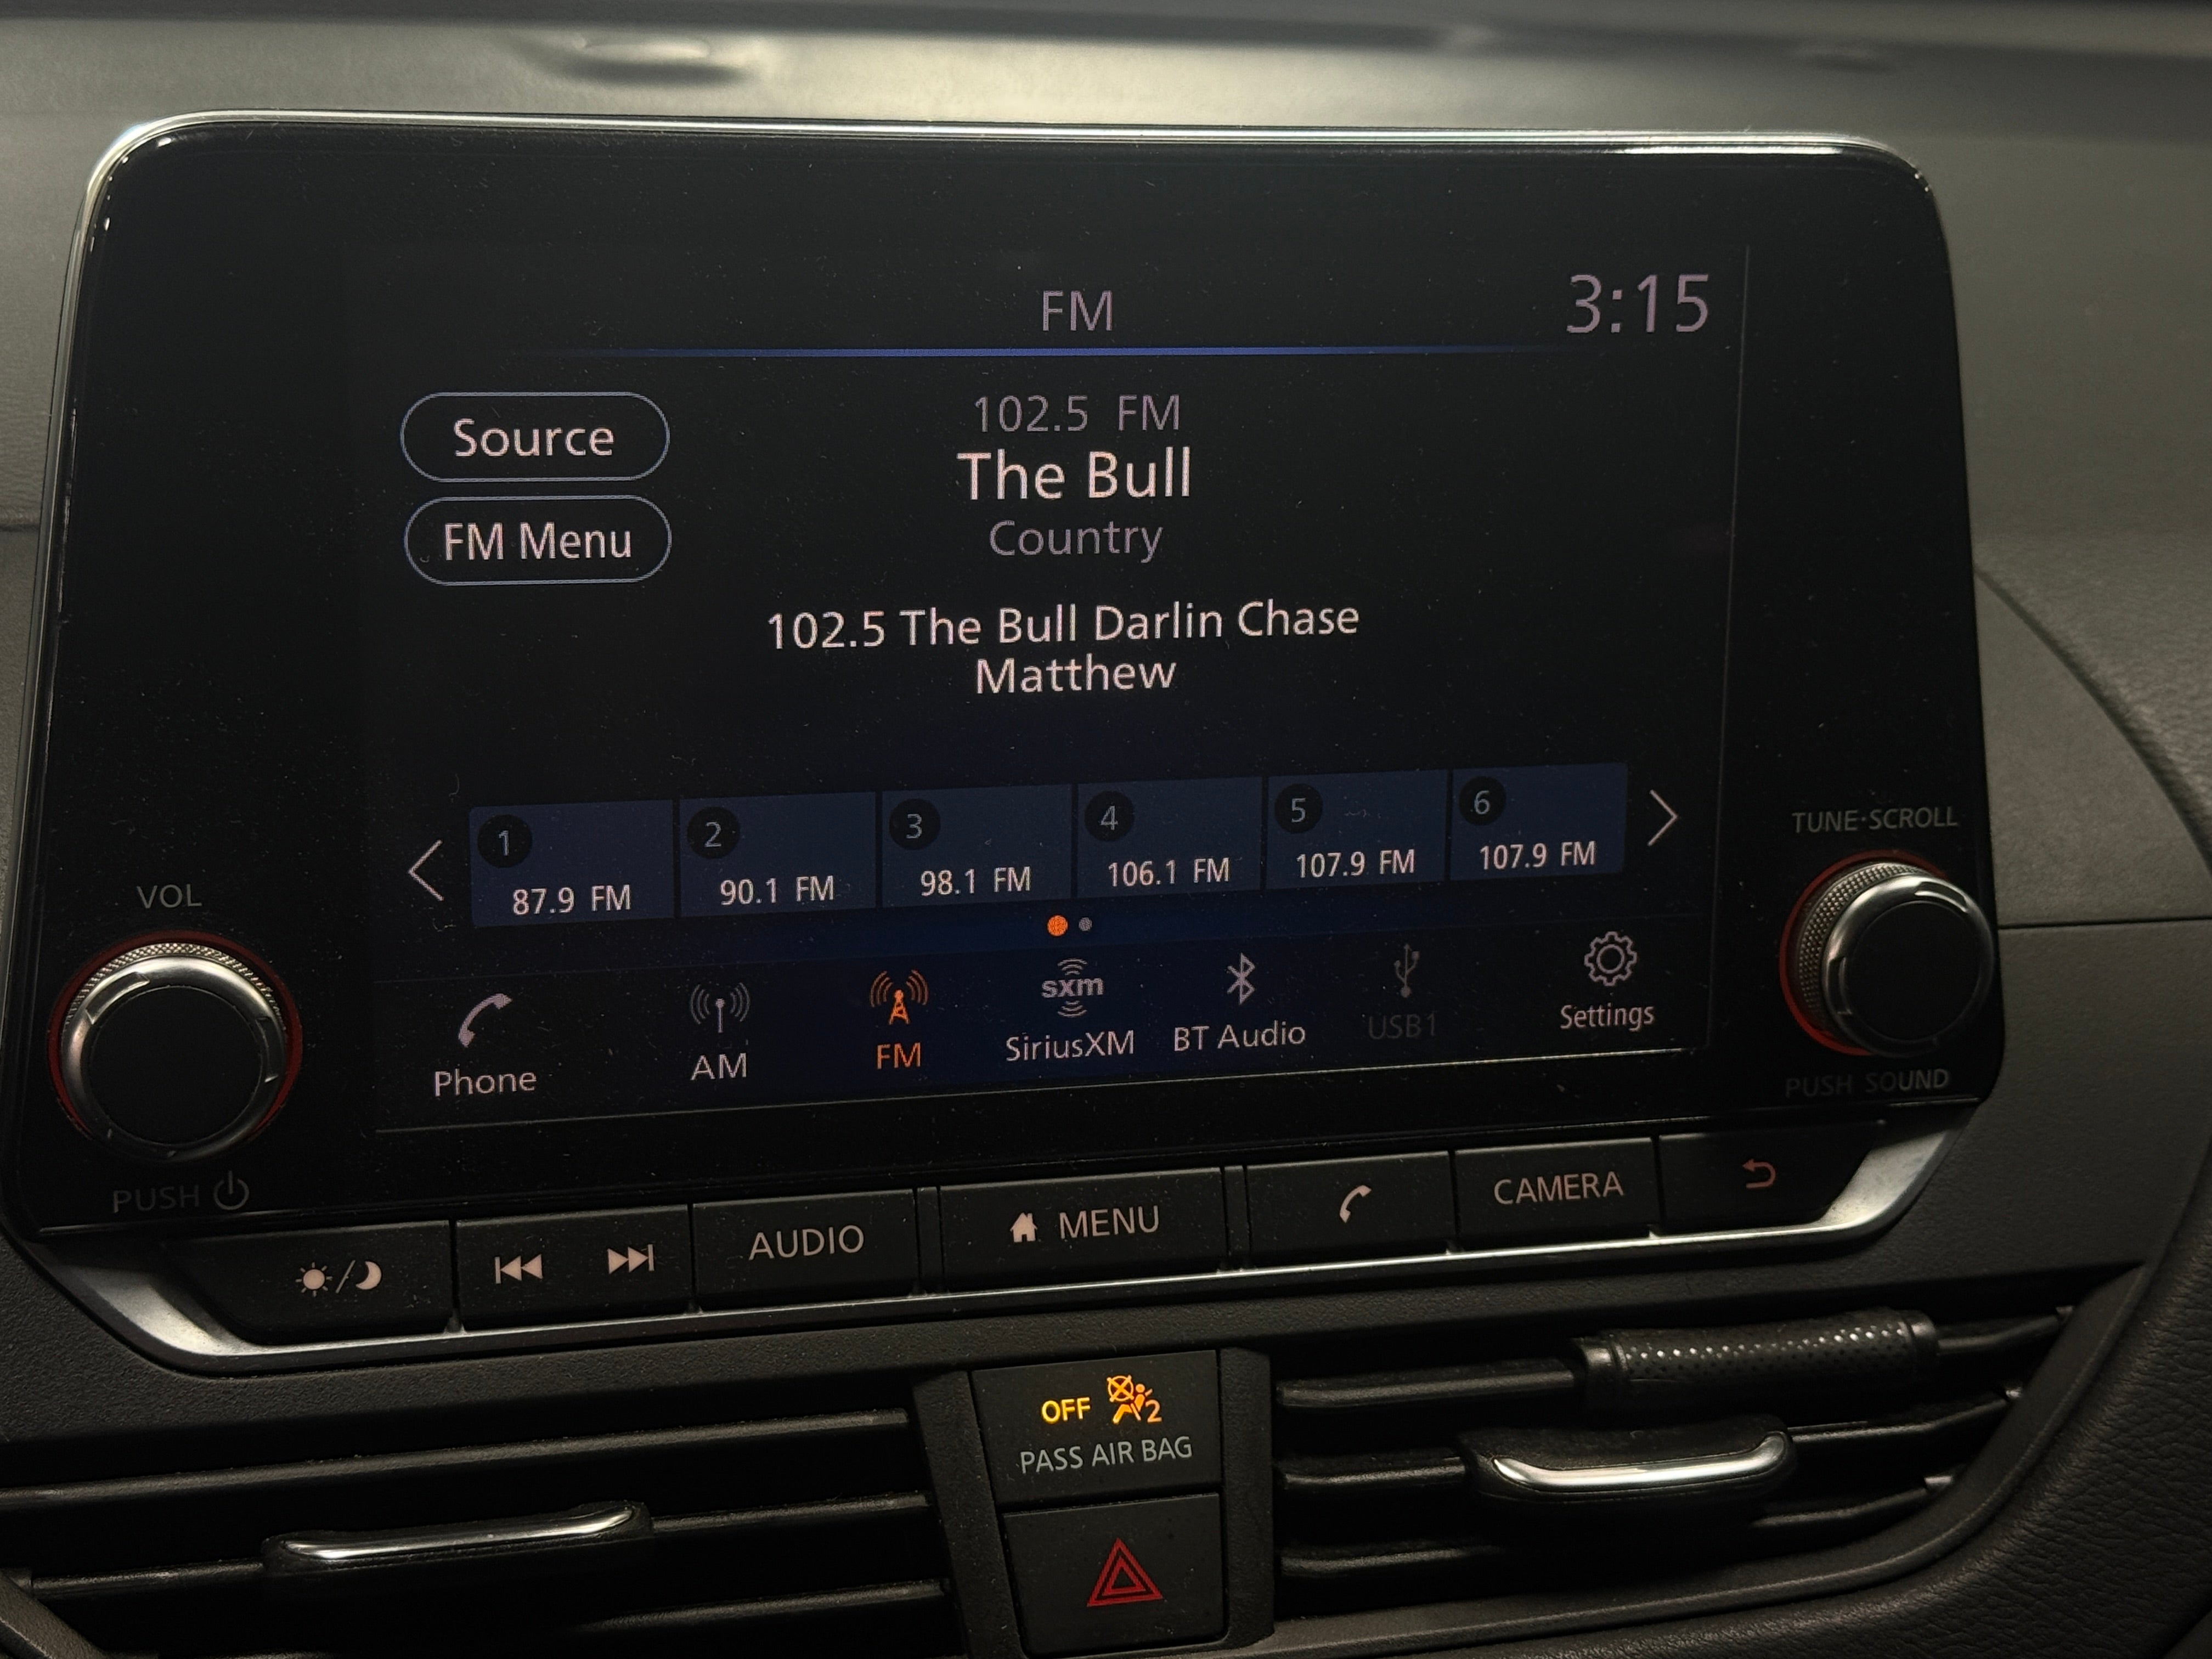 FM
3:15
Source
102.5 FM
The Bull
FM Menu
Country
102.5 The Bull Darlin Chase
Matthew
1
2
3
4
5
6
87.9 FM
90.1 FM
98.1 FM
106.1 FM
107.9 FM
107.9 FM
VOL
TUNE·SCROLL
Phone
AM
FM
sxm
SiriusXM
BT Audio
USB1
Settings
PUSH
PUSH SOUND
AUDIO
MENU
CAMERA
OFF
2
PASS AIR BAG